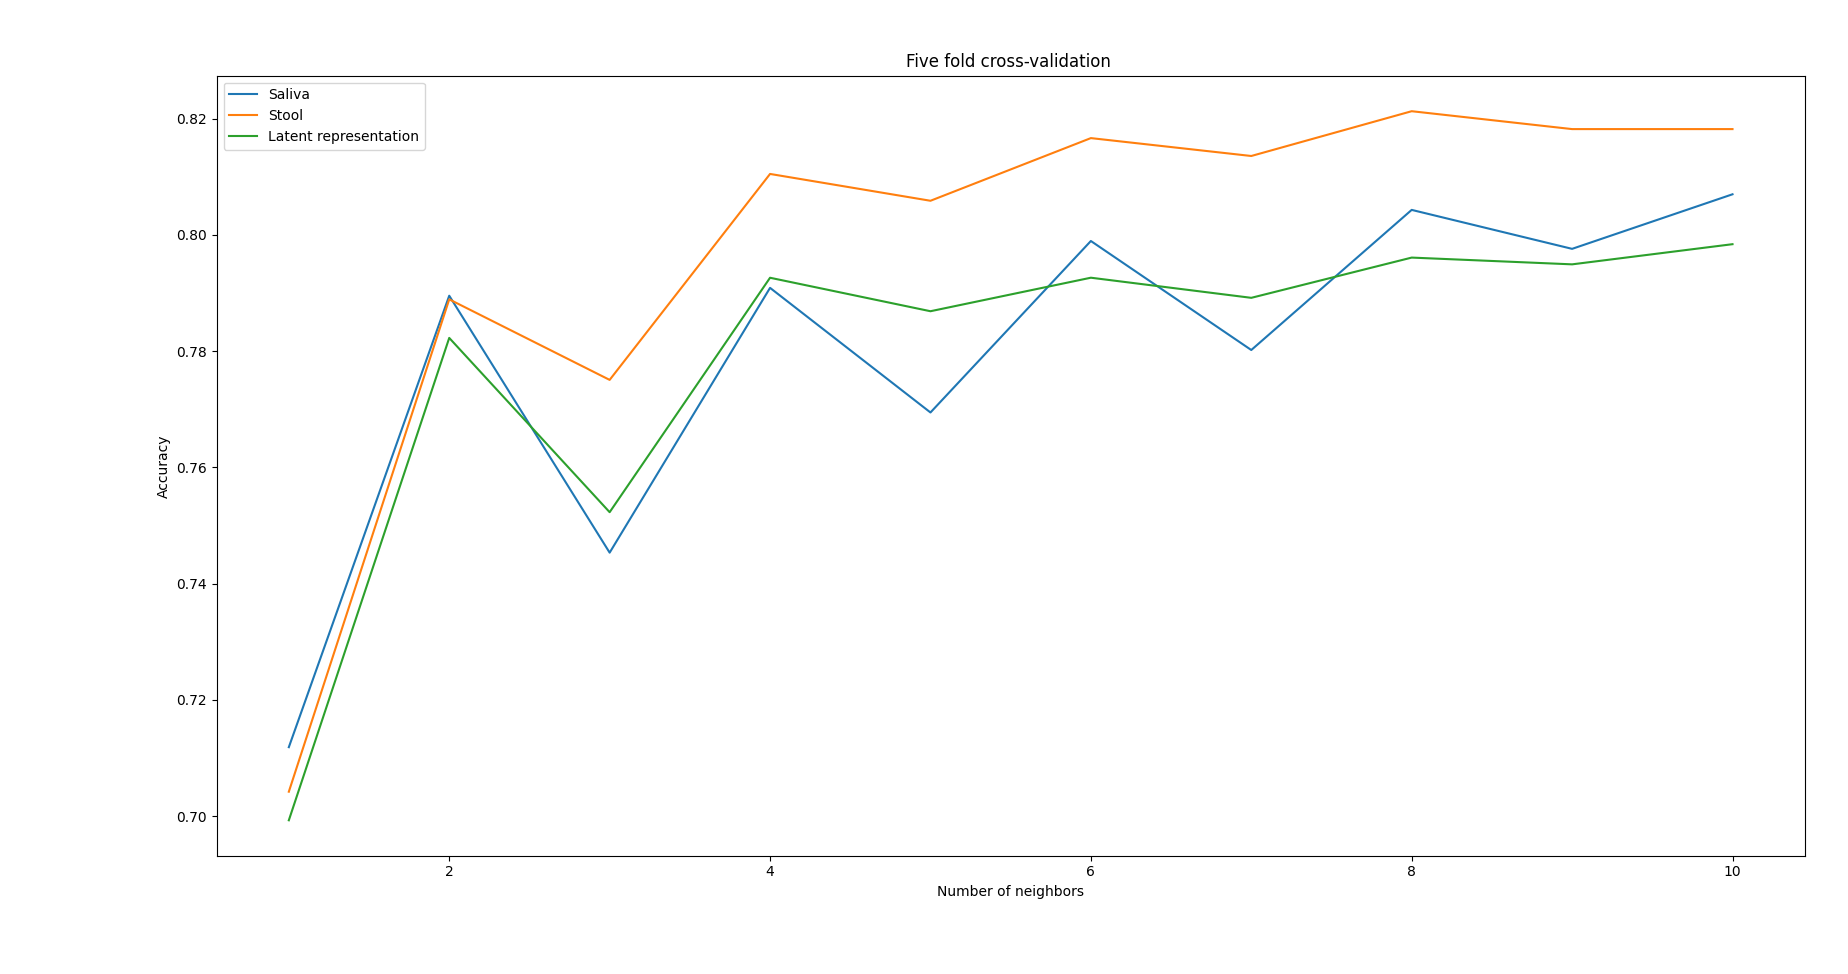 Five fold cross-validation
Saliva
Stool
Latent representation
0.82
0.80
0.78
0.76
0.74
0.72
0.70
Accuracy
2 4 6 8 10
Number of neighbors